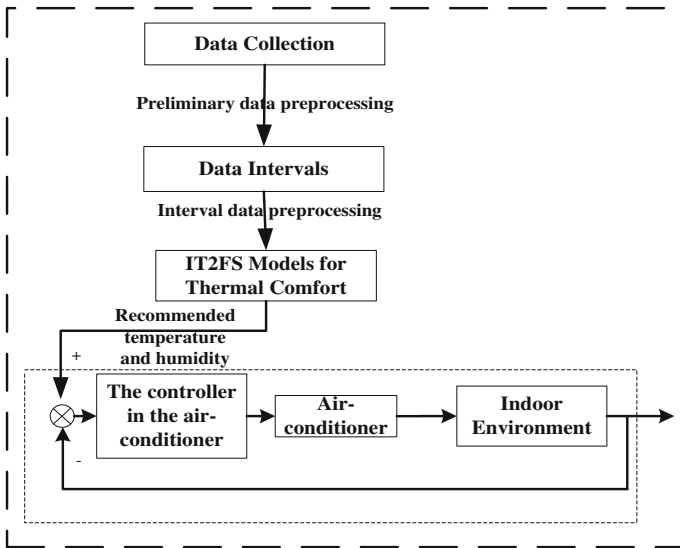 Data Collection
Preliminary data preprocessing
Data Intervals
Interval data preprocessing
IT2FS Models for
Thermal Comfort
Recommended
temperature
and humidity
+
The controller
in the air-
conditioner
Air-
conditioner
Indoor
Environment
-